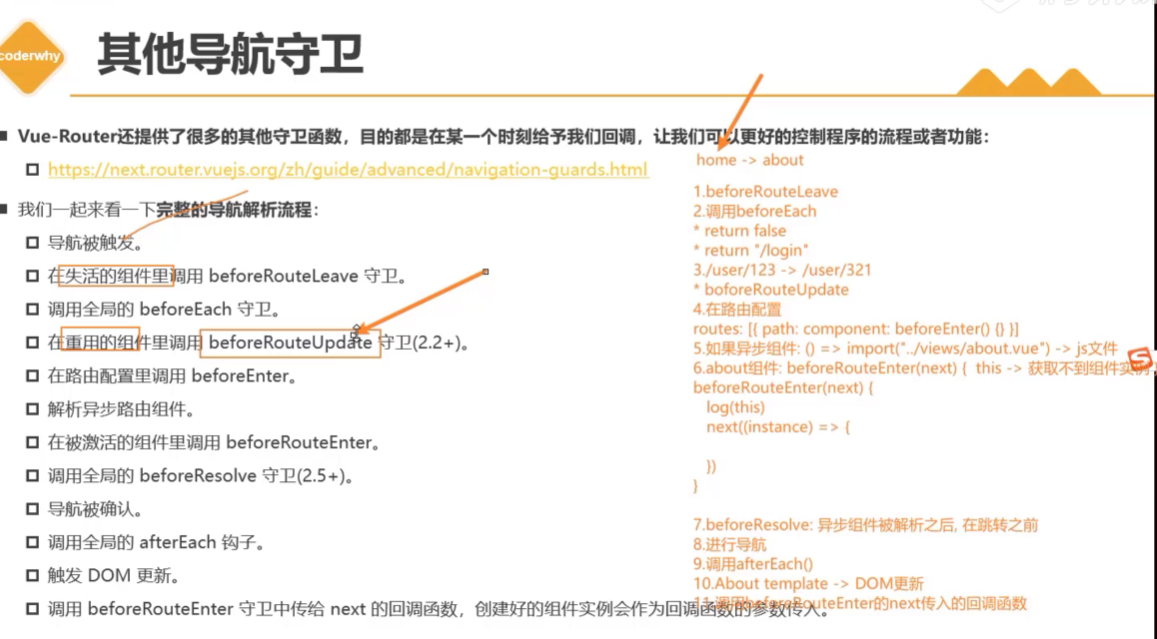 coderwhy
其他导航守卫
Vue-Router还提供了很多的其他守卫函数，目的都是在某一个时刻给予我们回调，让我们可以更好的控制程序的流程或者功能：
https://next.router.vuejs.org/zh/guide/advanced/navigation-guards.html
我们一起来看一下完整的导航解析流程：
导航被触发。
在失活的组件里调用 beforeRouteLeave 守卫。
调用全局的 beforeEach 守卫。
在重用的组件里调用 beforeRouteUpdate 守卫(2.2+)。
在路由配置里调用 beforeEnter。
解析异步路由组件。
在被激活的组件里调用 beforeRouteEnter。
调用全局的 beforeResolve 守卫(2.5+)。
导航被确认。
调用全局的 afterEach 钩子。
触发 DOM 更新。
调用 beforeRouteEnter 守卫中传给 next 的回调函数，创建好的组件实例会作为回调函数的参数传入。
home -> about
1.beforeRouteLeave
2.调用beforeEach
* return false
* return "/login"
3./user/123 -> /user/321
* boforeRouteUpdate
4.在路由配置
routes: [{ path: component: beforeEnter() {} }]
5.如果异步组件: () => import("../views/about.vue") -> js文件
6.about组件: beforeRouteEnter(next) { this -> 获取不到组件实例
beforeRouteEnter(next) {
log(this)
next((instance) => {
})
}
7.beforeResolve: 异步组件被解析之后, 在跳转之前
8.进行导航
9.调用afterEach()
10.About template -> DOM更新
11.调用beforeRouteEnter的next传入的回调函数